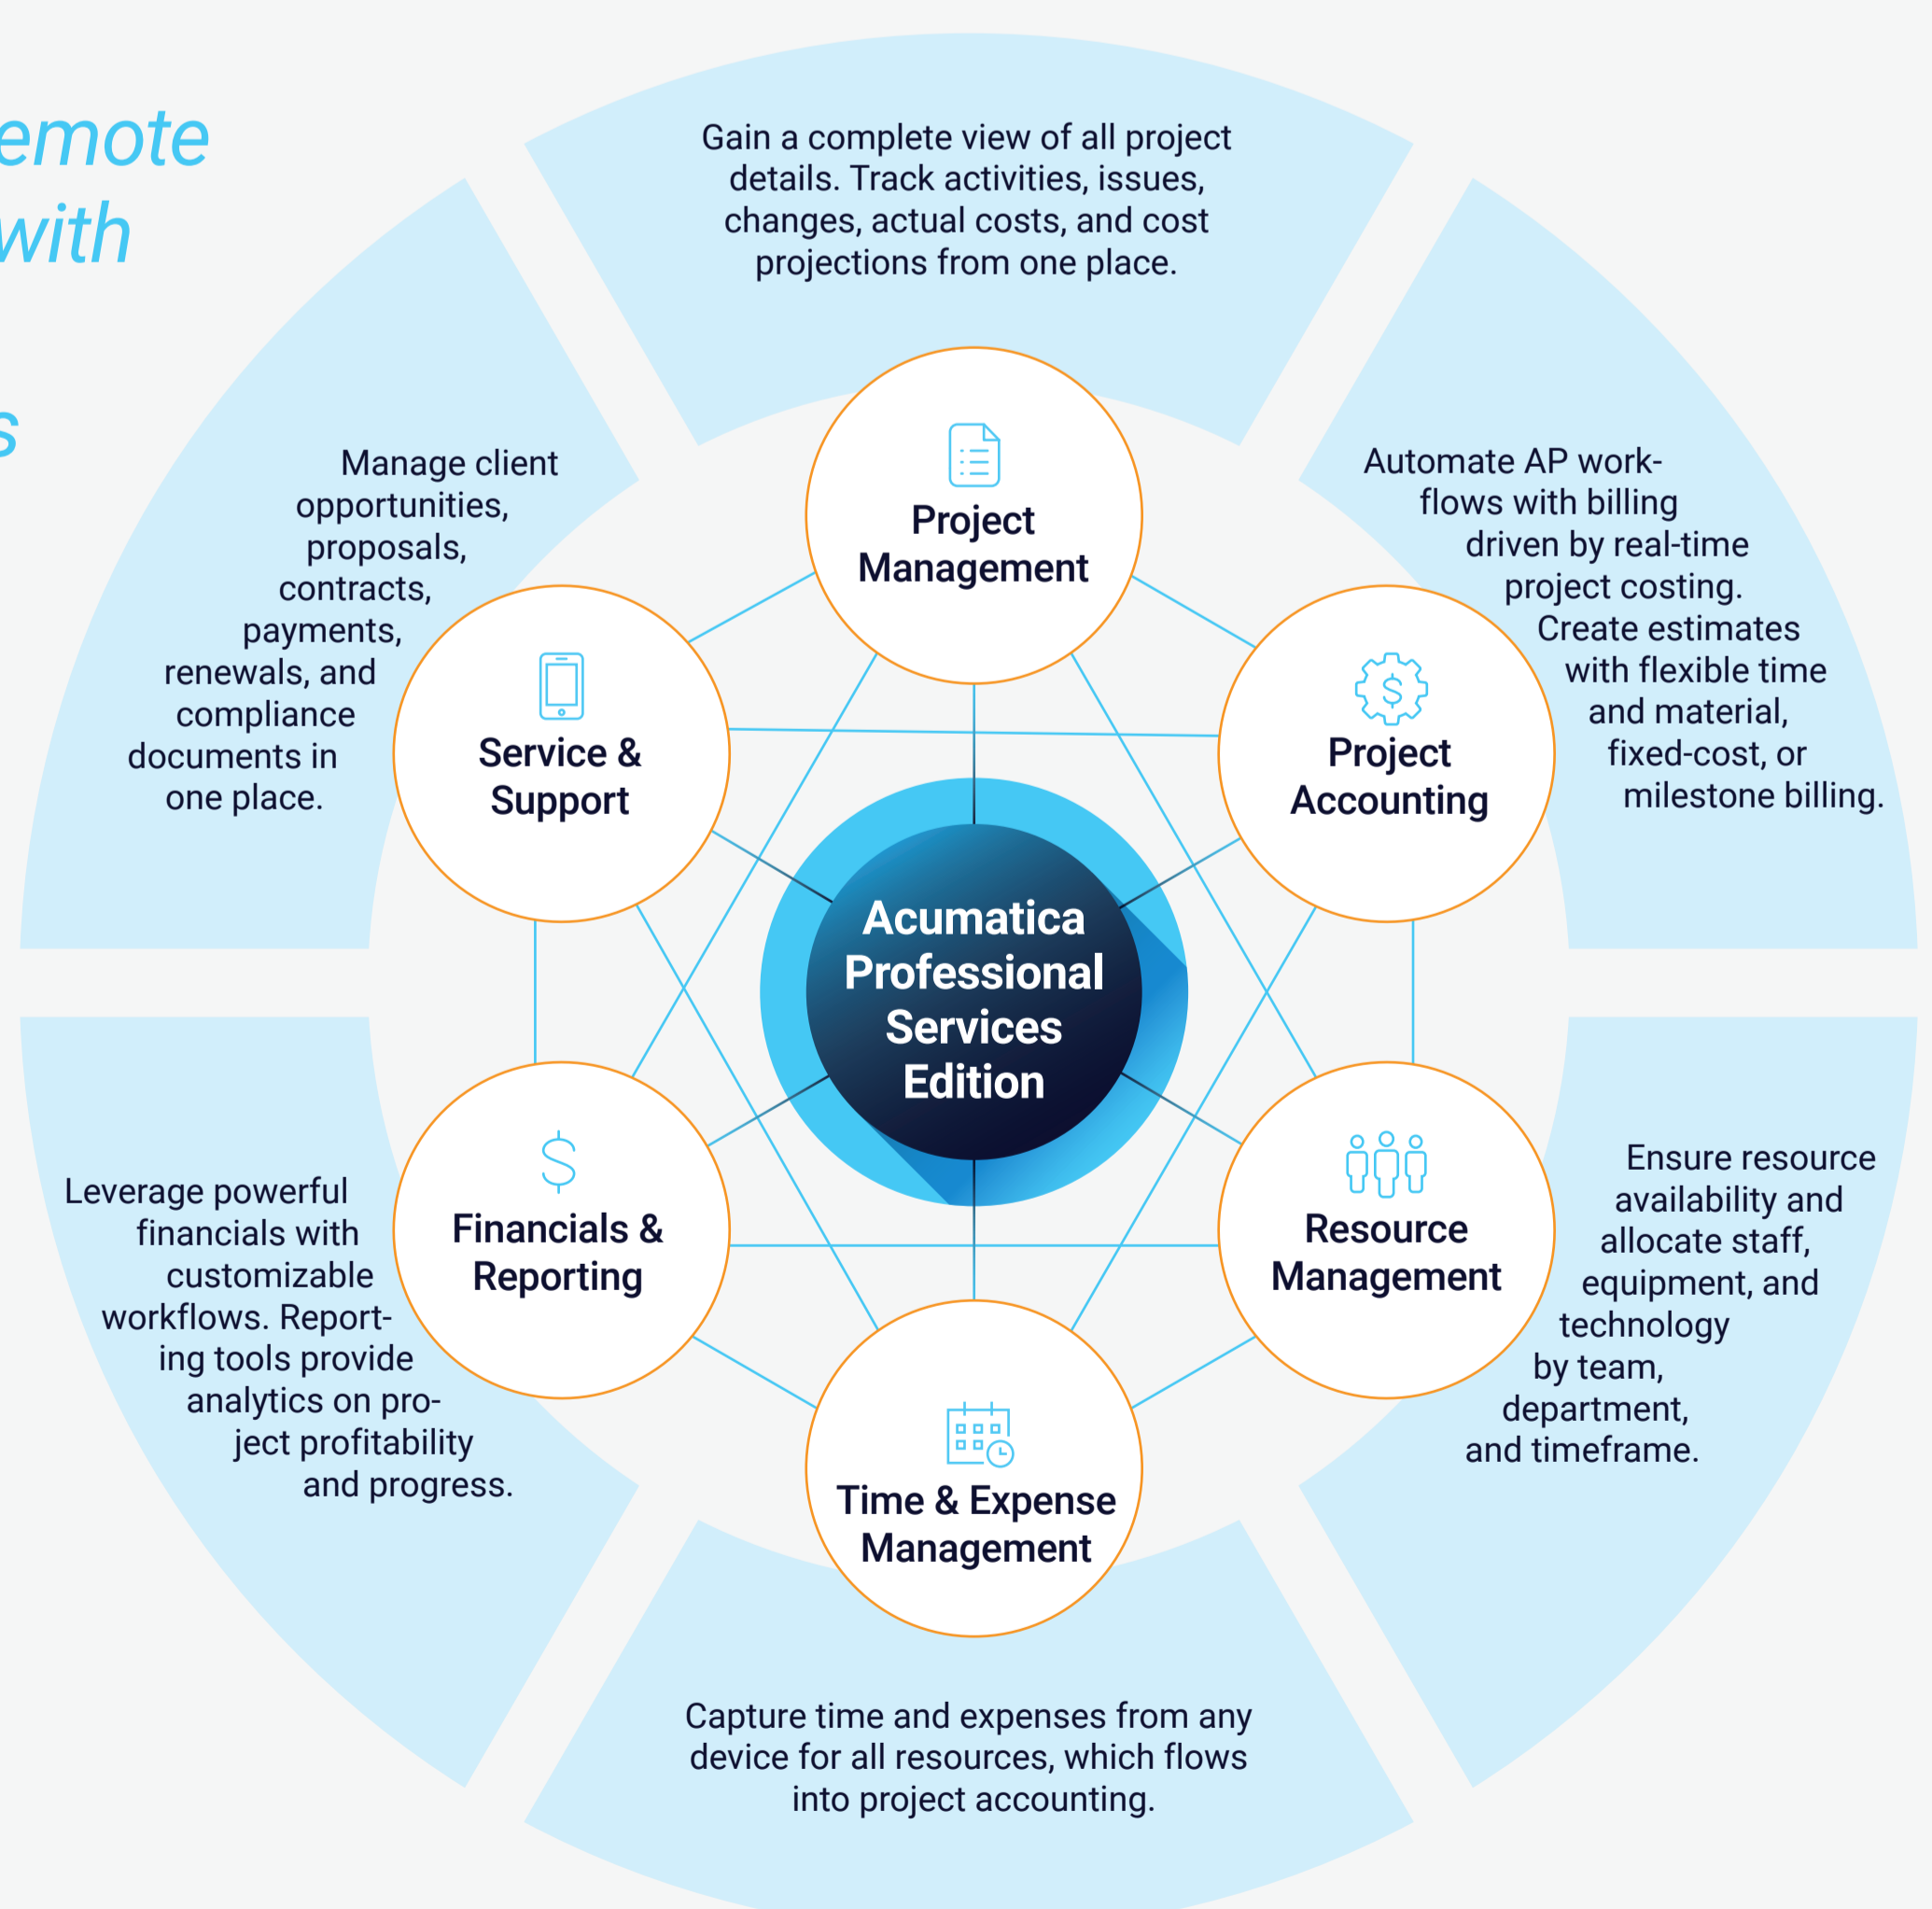 with
Gain a complete view of all project
details. Track activities, issues,
changes, actual costs, and cost
projections from one place.
Project
Management
Automate AP work-
flows with billing
driven by real-time
project costing.
Create estimates
with flexible time
and material,
fixed-cost, or
milestone billing.
Project
Accounting
Ensure resource
availability and
allocate staff,
equipment, and
technology
by team,
department,
and timeframe.
Resource
Management
Time & Expense
Management
Capture time and expenses from any
device for all resources, which flows
into project accounting.
Leverage powerful
financials with
customizable
workflows. Report-
ing tools provide
analytics on pro-
ject profitability
and progress.
Financials &
Reporting
Manage client
opportunities,
proposals,
contracts,
payments,
renewals, and
compliance
documents in
one place.
Service &
Support
Acumatica
Professional
Services
Edition